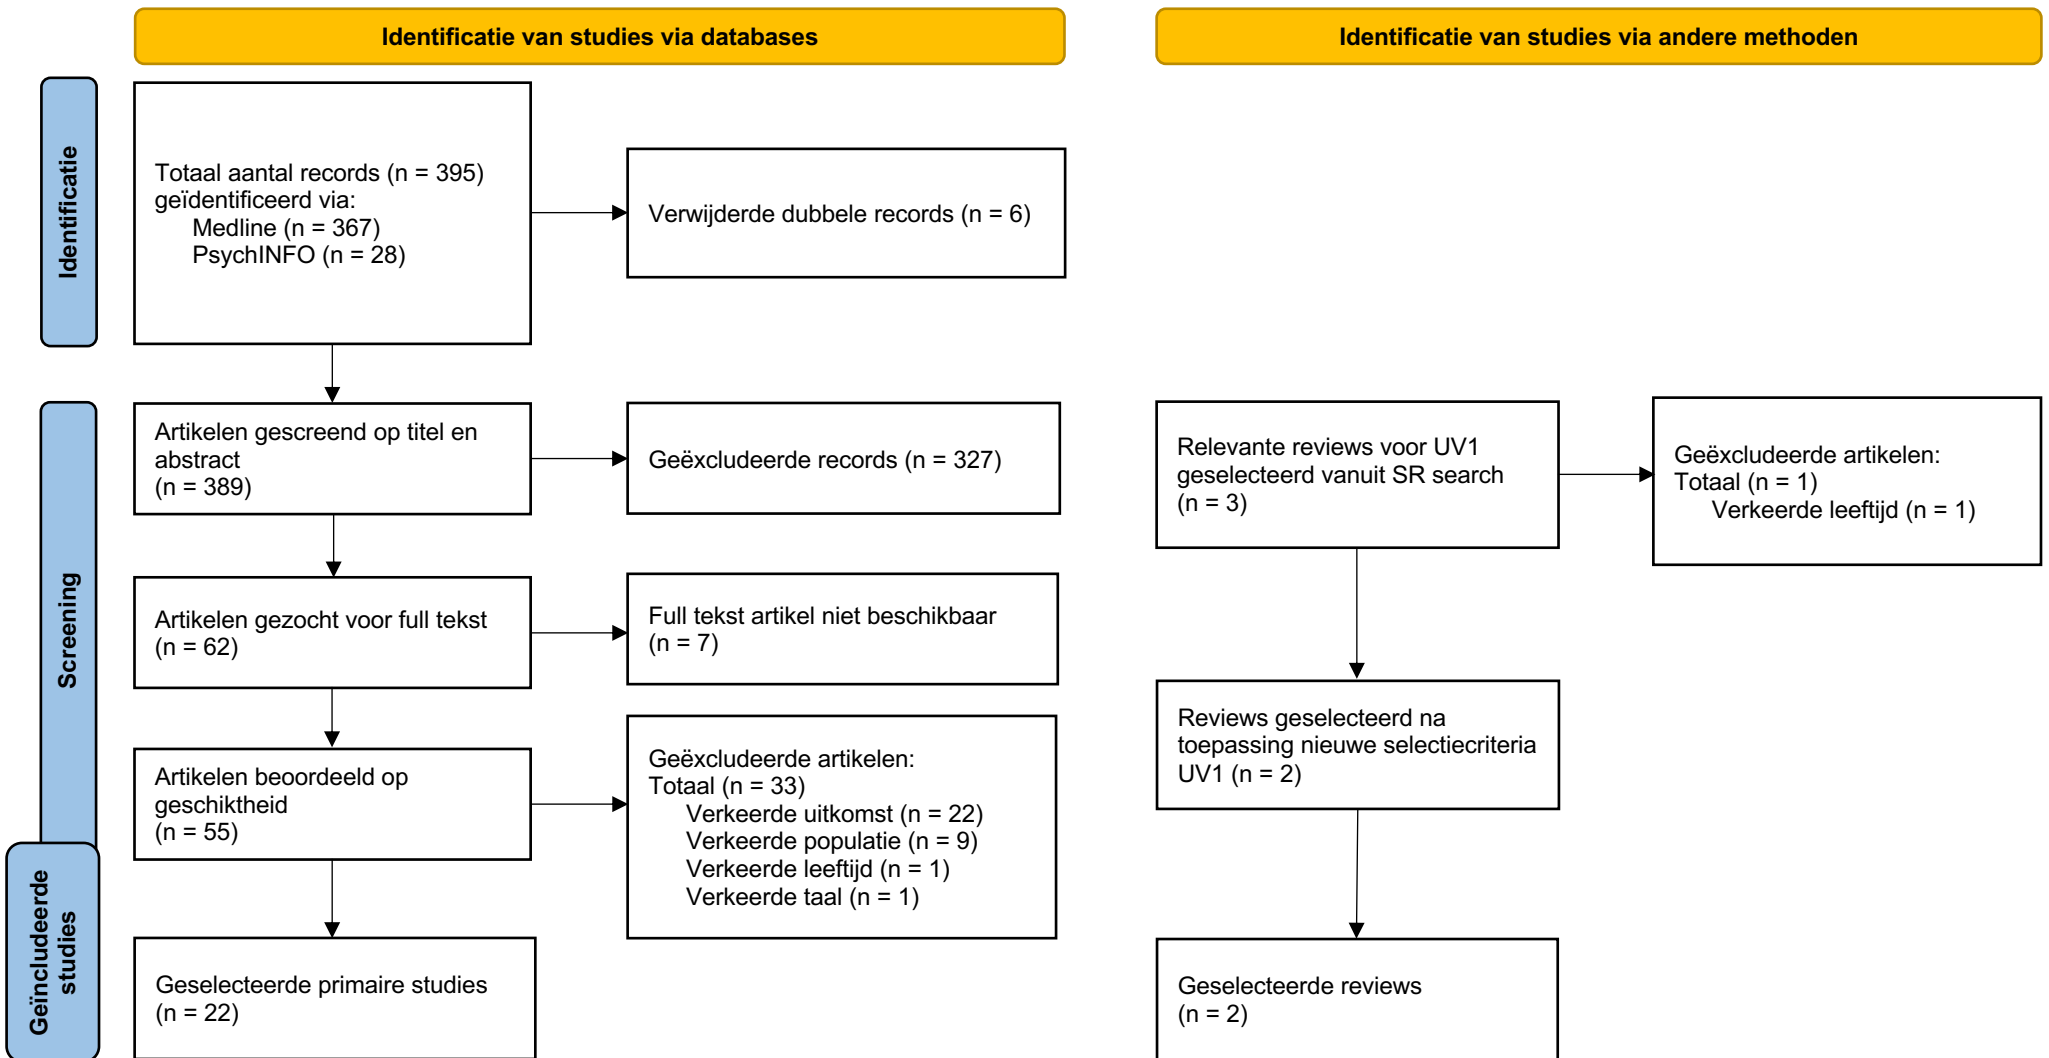 Identificatie van studies via databases
Identificatie van studies via andere methoden
Identificatie
Totaal aantal records (n = 395)
geïdentificeerd via:
Medline (n = 367)
PsychINFO (n = 28)
Verwijderde dubbele records (n = 6)
Screening
Artikelen gescreend op titel en
abstract
(n = 389)
Geëxcludeerde records (n = 327)
Relevante reviews voor UV1
geselecteerd vanuit SR search
(n = 3)
Geëxcludeerde artikelen:
Totaal (n = 1)
Verkeerde leeftijd (n = 1)
Artikelen gezocht voor full tekst
(n = 62)
Full tekst artikel niet beschikbaar
(n = 7)
Reviews geselecteerd na
toepassing nieuwe selectiecriteria
UV1 (n = 2)
Artikelen beoordeeld op
geschiktheid
(n = 55)
Geëxcludeerde artikelen:
Totaal (n = 33)
Verkeerde uitkomst (n = 22)
Verkeerde populatie (n = 9)
Verkeerde leeftijd (n = 1)
Verkeerde taal (n = 1)
Geïncludeerde
studies
Geselecteerde primaire studies
(n = 22)
Geselecteerde reviews
(n = 2)